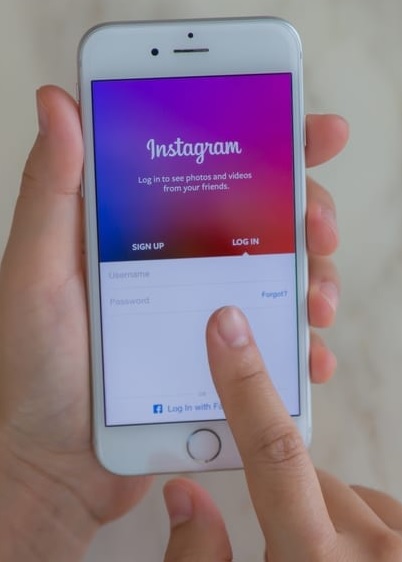 Instagram
Log in to see photos and videos
from your friends.
SIGN UP
LOG IN
Username
Password
Forgot?
OR
Log In with F